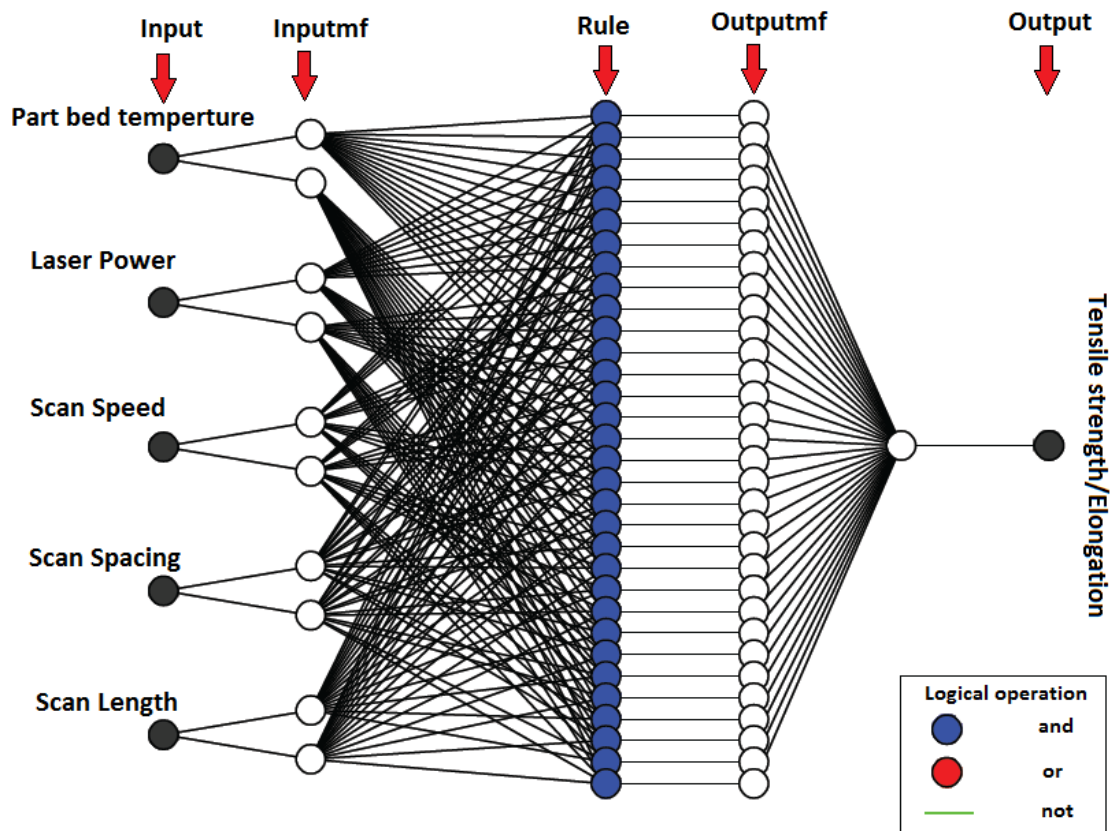 Input
Inputmf
Rule
Outputmf
Output
Part bed temperture
Laser Power
Scan Speed
Scan Spacing
Scan Length
Tensile strength/Elongation
Logical operation
and
or
not